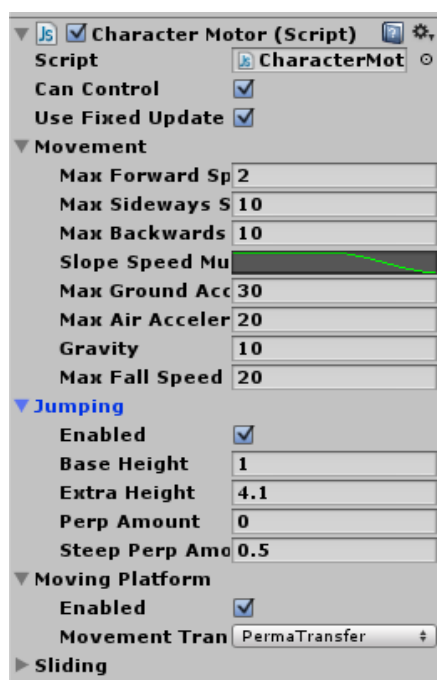 Js Character Motor (Script)
Script CharacterMot
Can Control
Use Fixed Update
Movement
Max Forward Sp 2
Max Sideways S 10
Max Backwards 10
Slope Speed Mu
Max Ground Acc 30
Max Air Acceler 20
Gravity 10
Max Fall Speed 20
Jumping
Enabled
Base Height 1
Extra Height 4.1
Perp Amount 0
Steep Perp Amo 0.5
Moving Platform
Enabled
Movement Tran PermaTransfer
Sliding